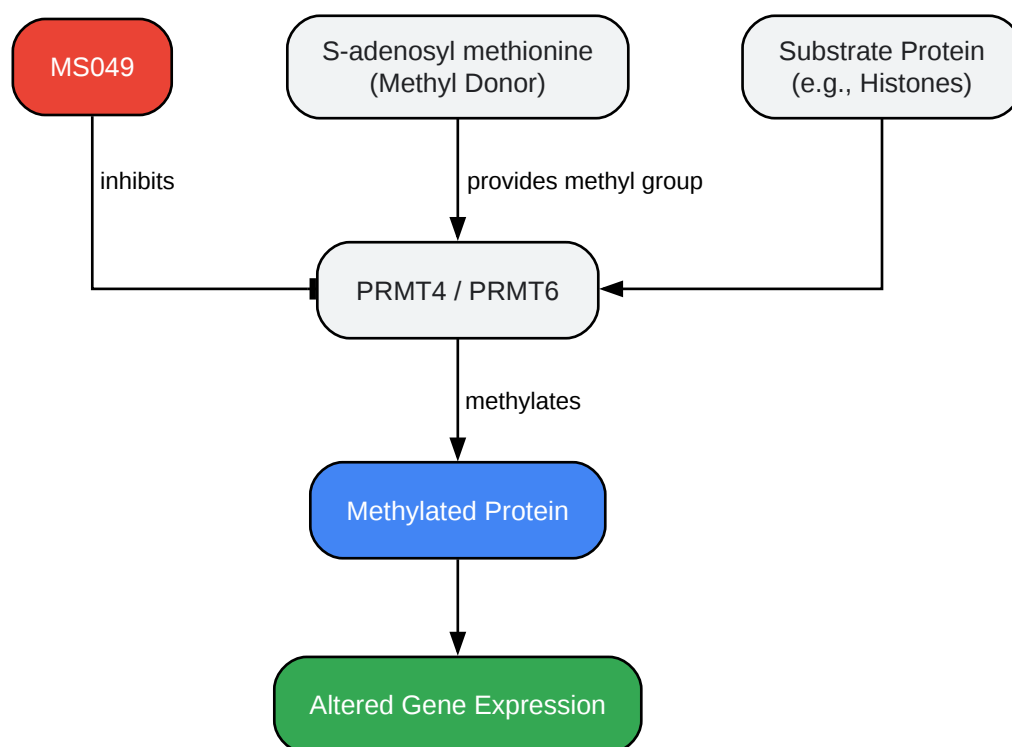 MS049
S-adenosyl methionine
(Methyl Donor)
Substrate Protein
(e.g., Histones)
inhibits
provides methyl group
PRMT4 / PRMT6
methylates
Methylated Protein
Altered Gene Expression